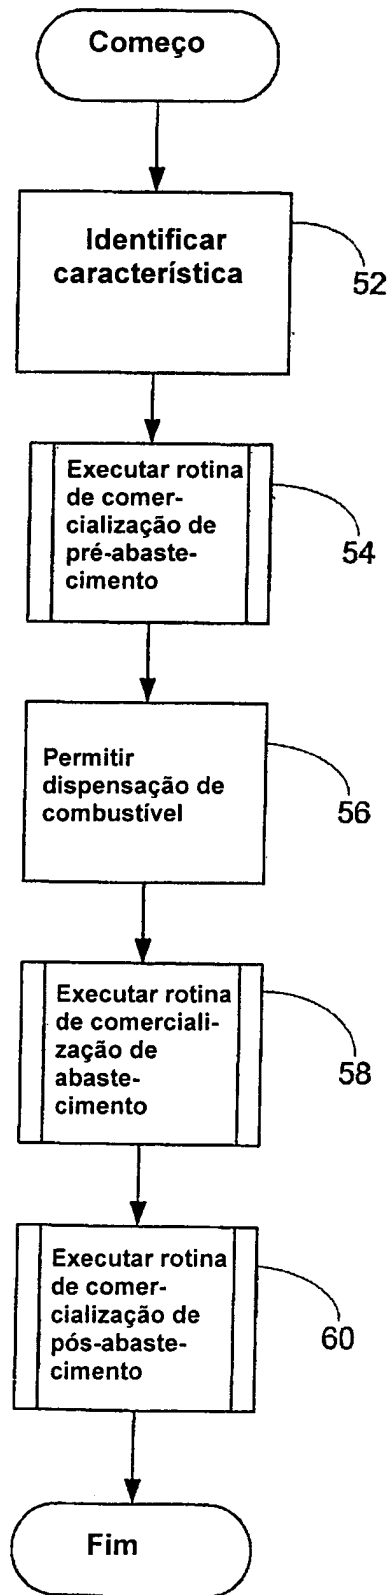 Começo
Identificar
característica
52
Executar rotina
de comer-
cialização de
pré-abaste-
cimento
54
Permitir
dispensação de
combustível
56
Executar rotina
de comerciali-
zação de
abaste-
cimento
58
Executar rotina
de comer-
cialização de
pós-abaste-
cimento
60
Fim